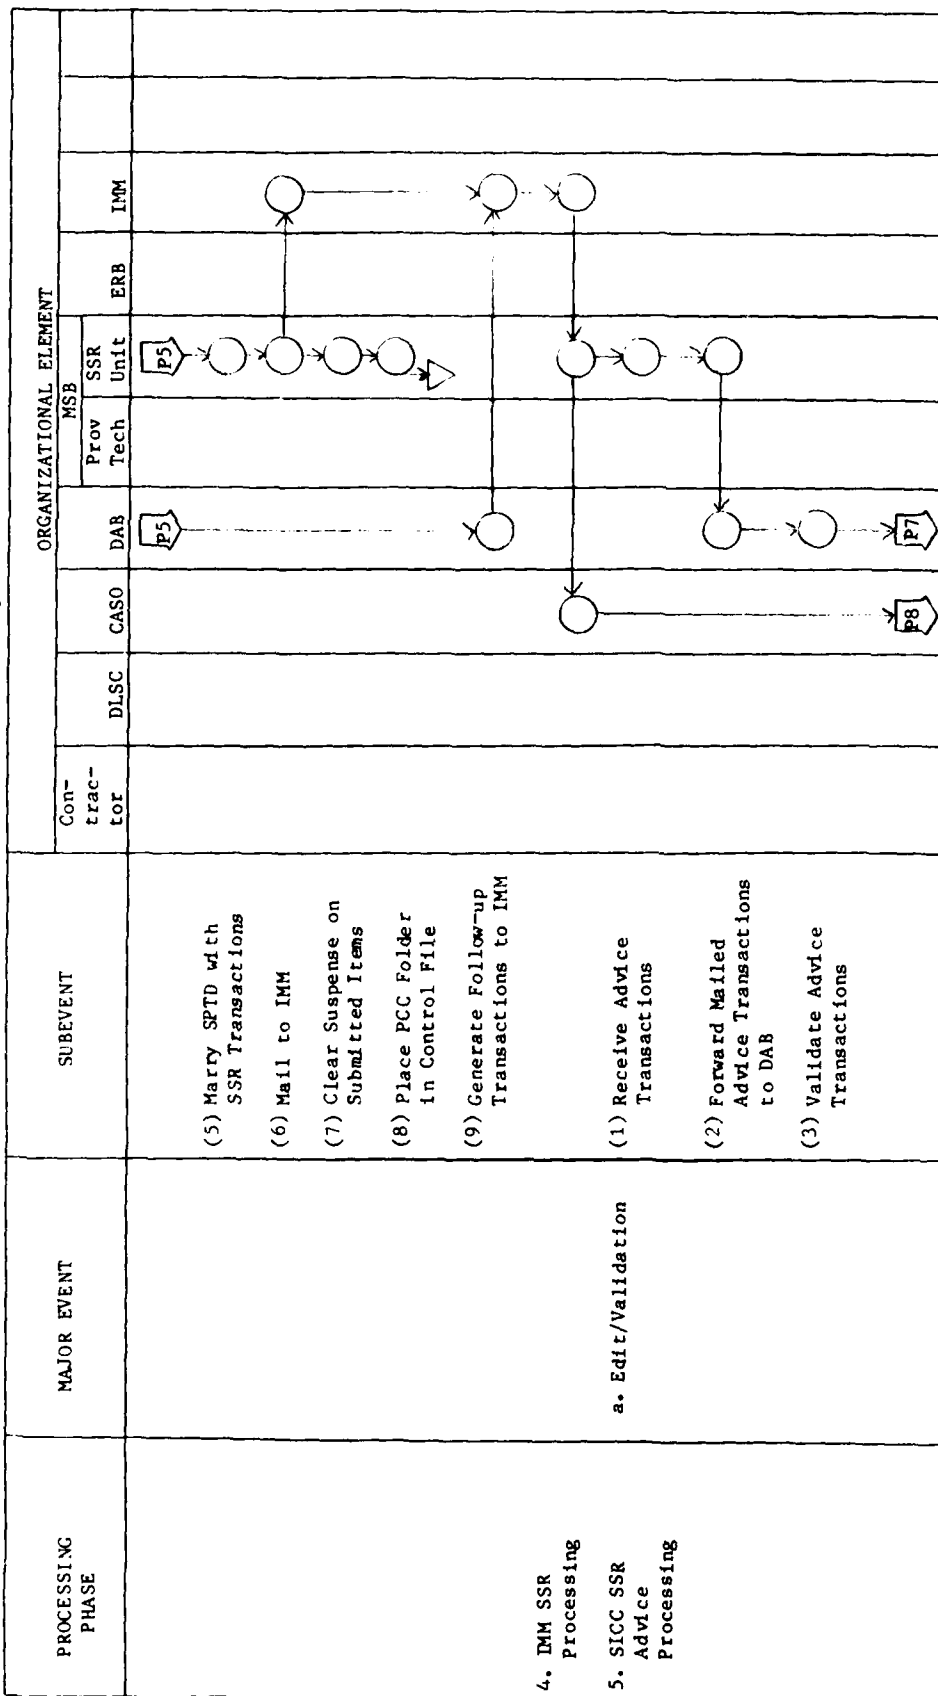 PROCESSING
PHASE
MAJOR EVENT
SUBEVENT
ORGANIZATIONAL ELEMENT
Con-
trac-
tor
DLSC
CASO
DAB
MSB
Prov
Tech
SSR
Unit
ERB
IMM
P5
P5
(5) Marry SPTD with
SSR Transactions
(6) Mail to IMM
(7) Clear Suspense on
Submitted Items
(8) Place PCC Folder
in Control File
(9) Generate Follow-up
Transactions to IMM
4. IMM SSR
Processing
5. SICC SSR
Advice
Processing
a. Edit/Validation
(1) Receive Advice
Transactions
(2) Forward Mailed
Advice Transactions
to DAB
(3) Validate Advice
Transactions
P8
P7